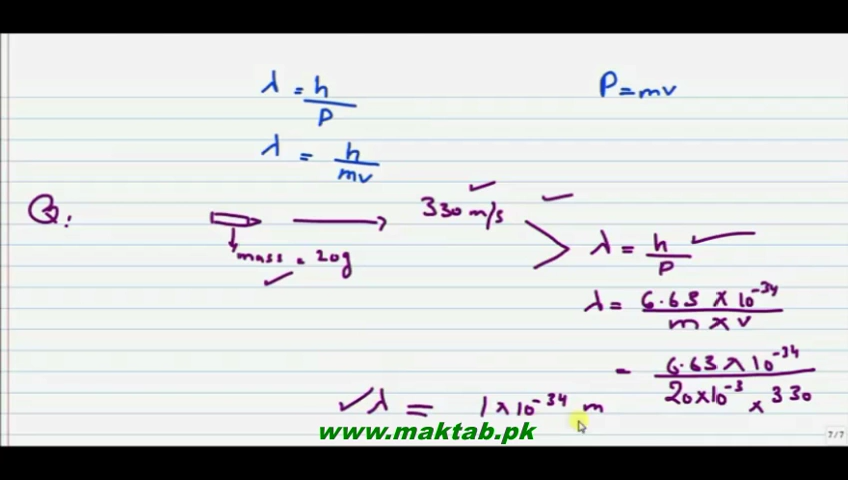 λ = h/P
P = mv
λ = h/mv
Q:
330 m/s
mass = 20g
λ = h/P
λ = 6.63 × 10⁻³⁴ / m × v
= 6.63 × 10⁻³⁴ / 20×10⁻³ × 330
λ = 1 × 10⁻³⁴ m
www.maktab.pk
7/7